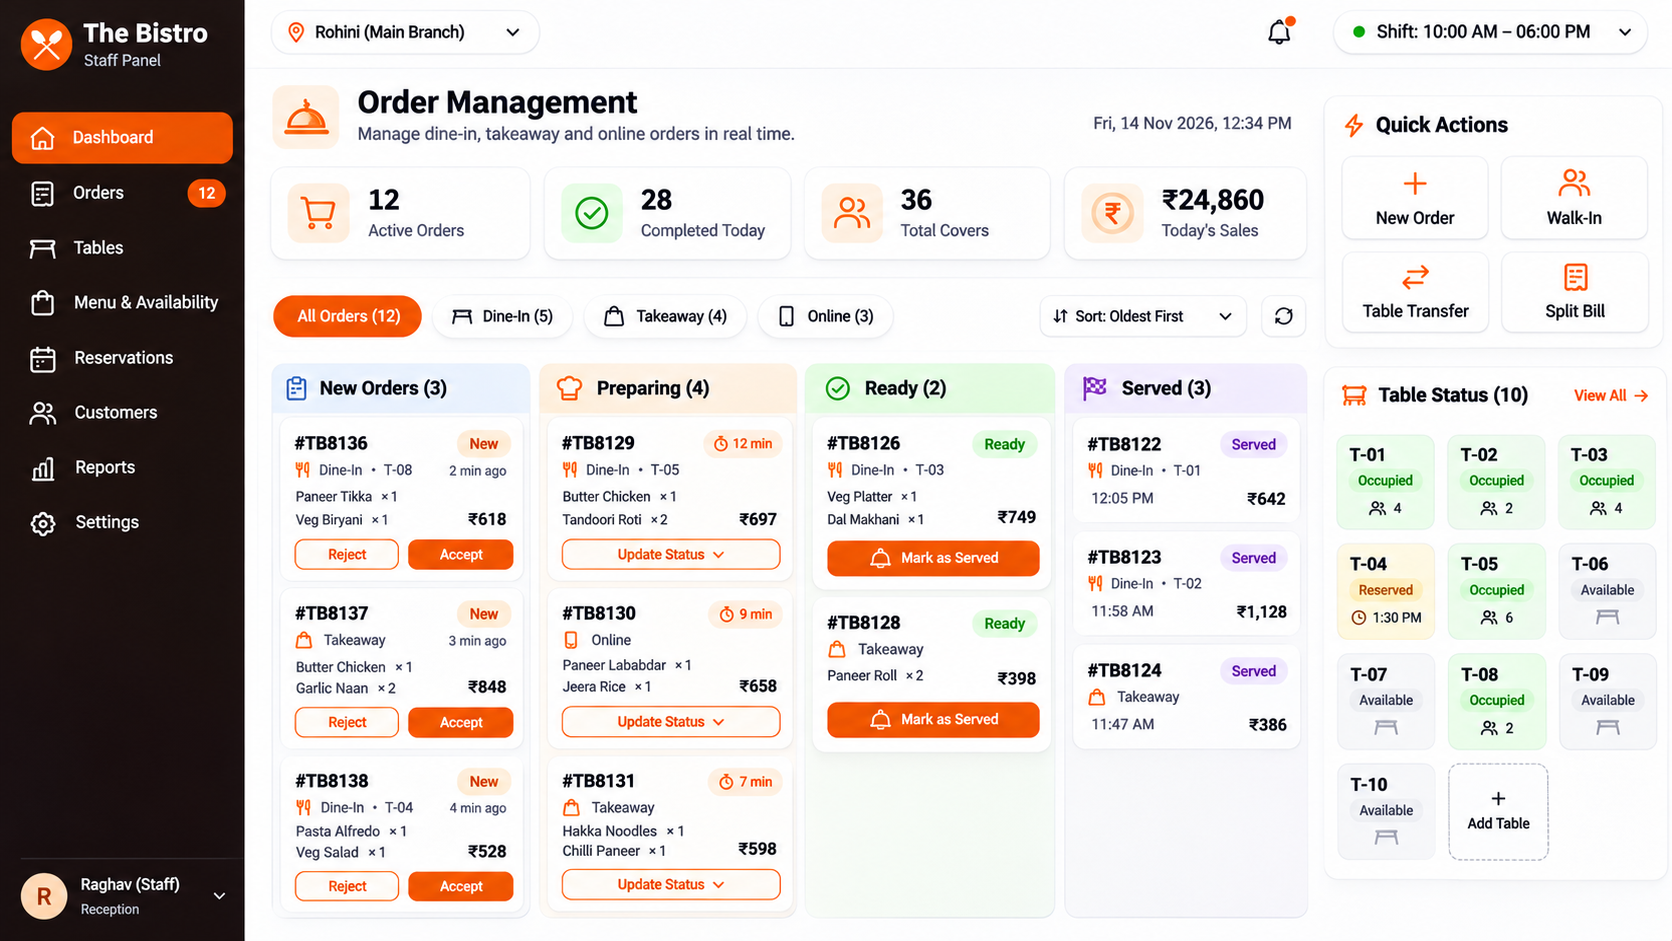 The Bistro
Staff Panel
Dashboard
Orders 12
Tables
Menu & Availability
Reservations
Customers
Reports
Settings
R
Raghav (Staff)
Reception
Rohini (Main Branch)
Shift: 10:00 AM – 06:00 PM
Order Management
Manage dine-in, takeaway and online orders in real time.
Fri, 14 Nov 2026, 12:34 PM
12
Active Orders
28
Completed Today
36
Total Covers
₹
₹24,860
Today's Sales
All Orders (12)
Dine-In (5)
Takeaway (4)
Online (3)
Sort: Oldest First
New Orders (3)
#TB8136 New
Dine-In • T-08 2 min ago
Paneer Tikka ×1
Veg Biryani ×1 ₹618
Reject Accept
#TB8137 New
Takeaway 3 min ago
Butter Chicken ×1
Garlic Naan ×2 ₹848
Reject Accept
#TB8138 New
Dine-In • T-04 4 min ago
Pasta Alfredo ×1
Veg Salad ×1 ₹528
Reject Accept
Preparing (4)
#TB8129 12 min
Dine-In • T-05
Butter Chicken ×1
Tandoori Roti ×2 ₹697
Update Status
#TB8130 9 min
Online
Paneer Lababdar ×1
Jeera Rice ×1 ₹658
Update Status
#TB8131 7 min
Takeaway
Hakka Noodles ×1
Chilli Paneer ×1 ₹598
Update Status
Ready (2)
#TB8126 Ready
Dine-In • T-03
Veg Platter ×1
Dal Makhani ×1 ₹749
Mark as Served
#TB8128 Ready
Takeaway
Paneer Roll ×2 ₹398
Mark as Served
Served (3)
#TB8122 Served
Dine-In • T-01
12:05 PM ₹642
#TB8123 Served
Dine-In • T-02
11:58 AM ₹1,128
#TB8124 Served
Takeaway
11:47 AM ₹386
Quick Actions
New Order
Walk-In
Table Transfer
Split Bill
Table Status (10) View All
T-01
Occupied
4
T-02
Occupied
2
T-03
Occupied
4
T-04
Reserved
1:30 PM
T-05
Occupied
6
T-06
Available
T-07
Available
T-08
Occupied
2
T-09
Available
T-10
Available
+
Add Table